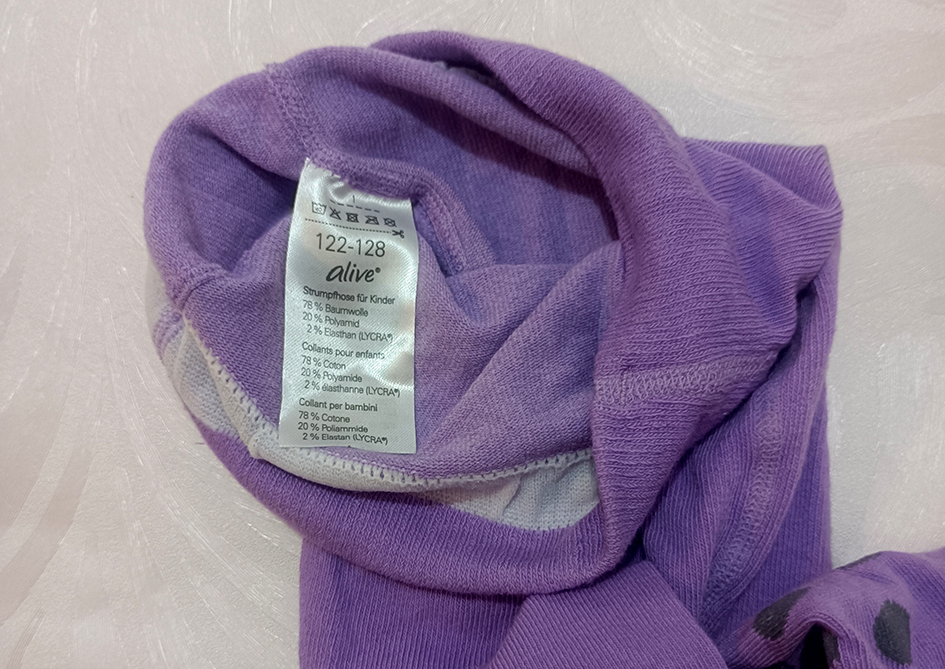 122-128
alive®
Strumpfhose für Kinder
78 % Baumwolle
20 % Polyamid
2 % Elasthan (LYCRA®)
Collants pour enfants
78 % Coton
20 % Polyamide
2 % élasthanne (LYCRA®)
Collant per bambini
78 % Cotone
20 % Poliammide
2 % Elastan (LYCRA®)